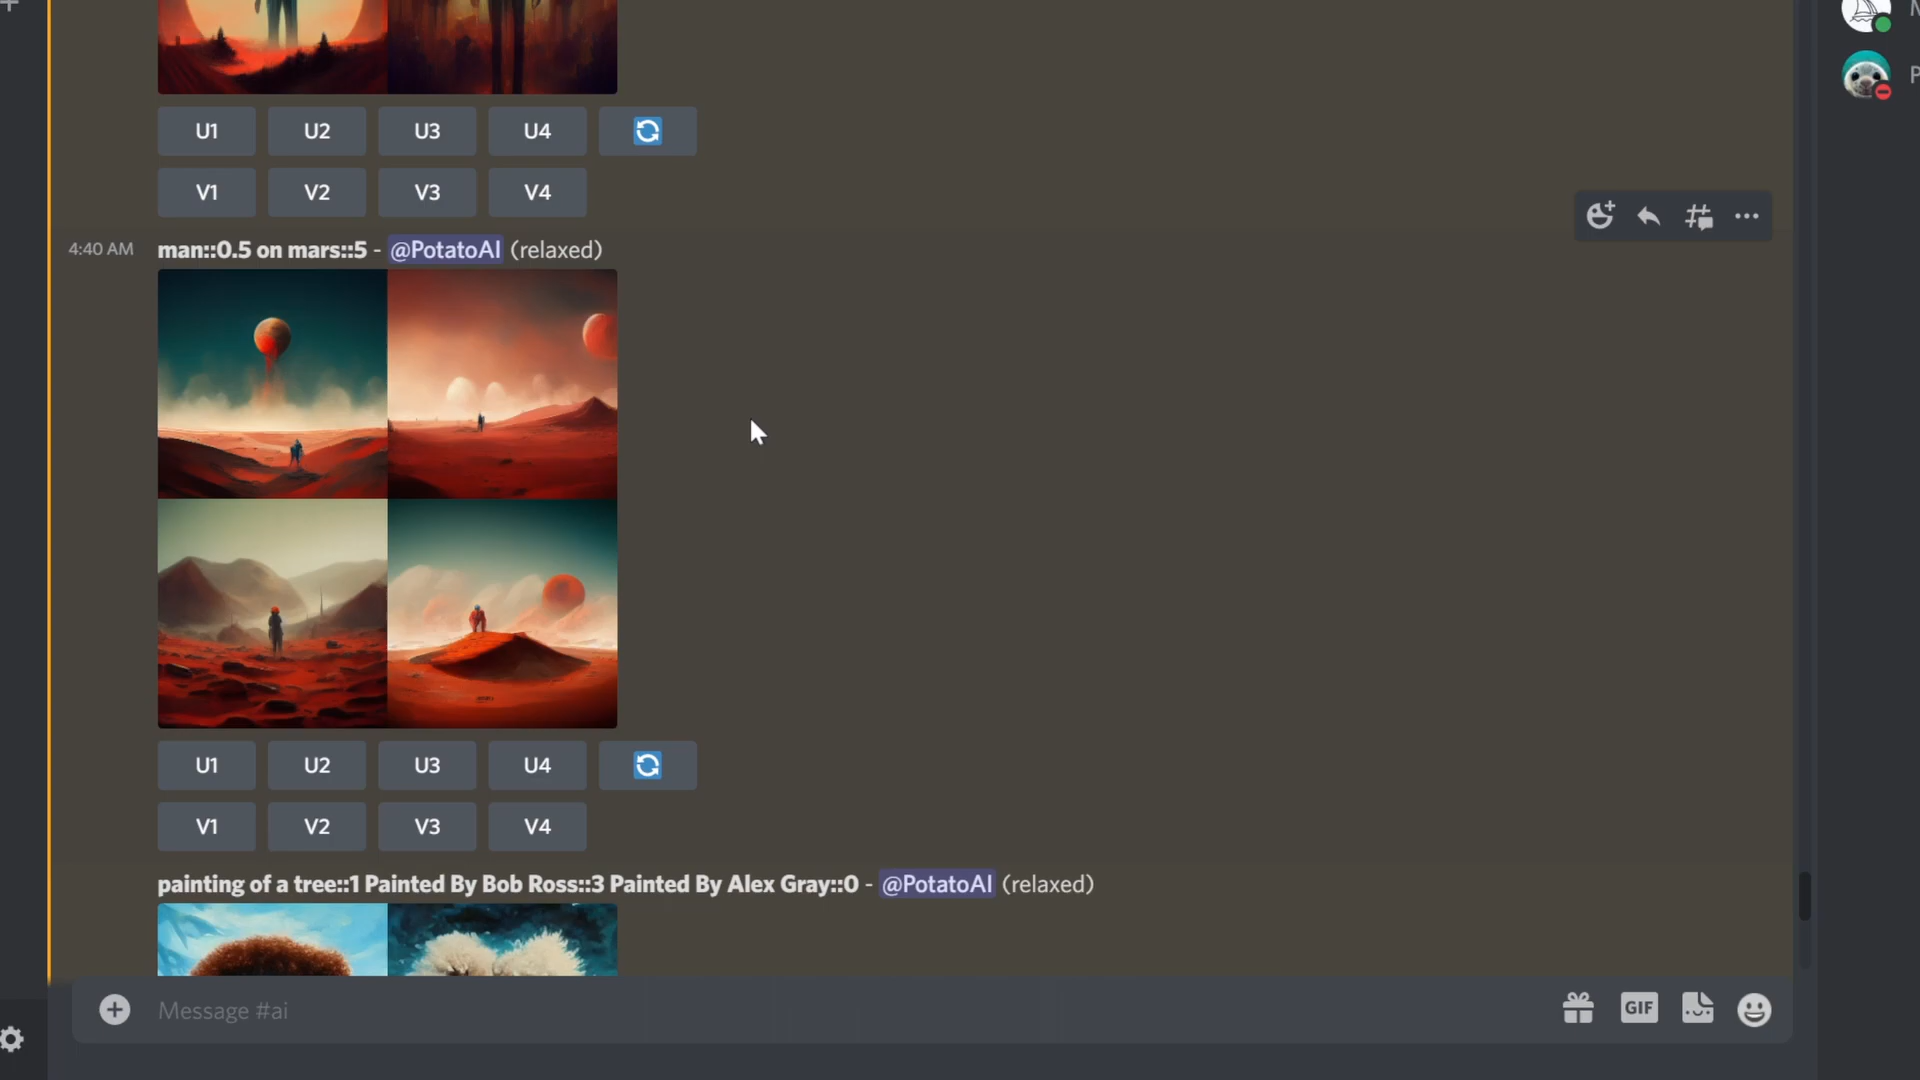 U1 U2 U3 U4
V1 V2 V3 V4
4:40 AM man::0.5 on mars::5 - @PotatoAI (relaxed)
U1 U2 U3 U4
V1 V2 V3 V4
painting of a tree::1 Painted By Bob Ross::3 Painted By Alex Gray::0 - @PotatoAI (relaxed)
Message #ai
GIF